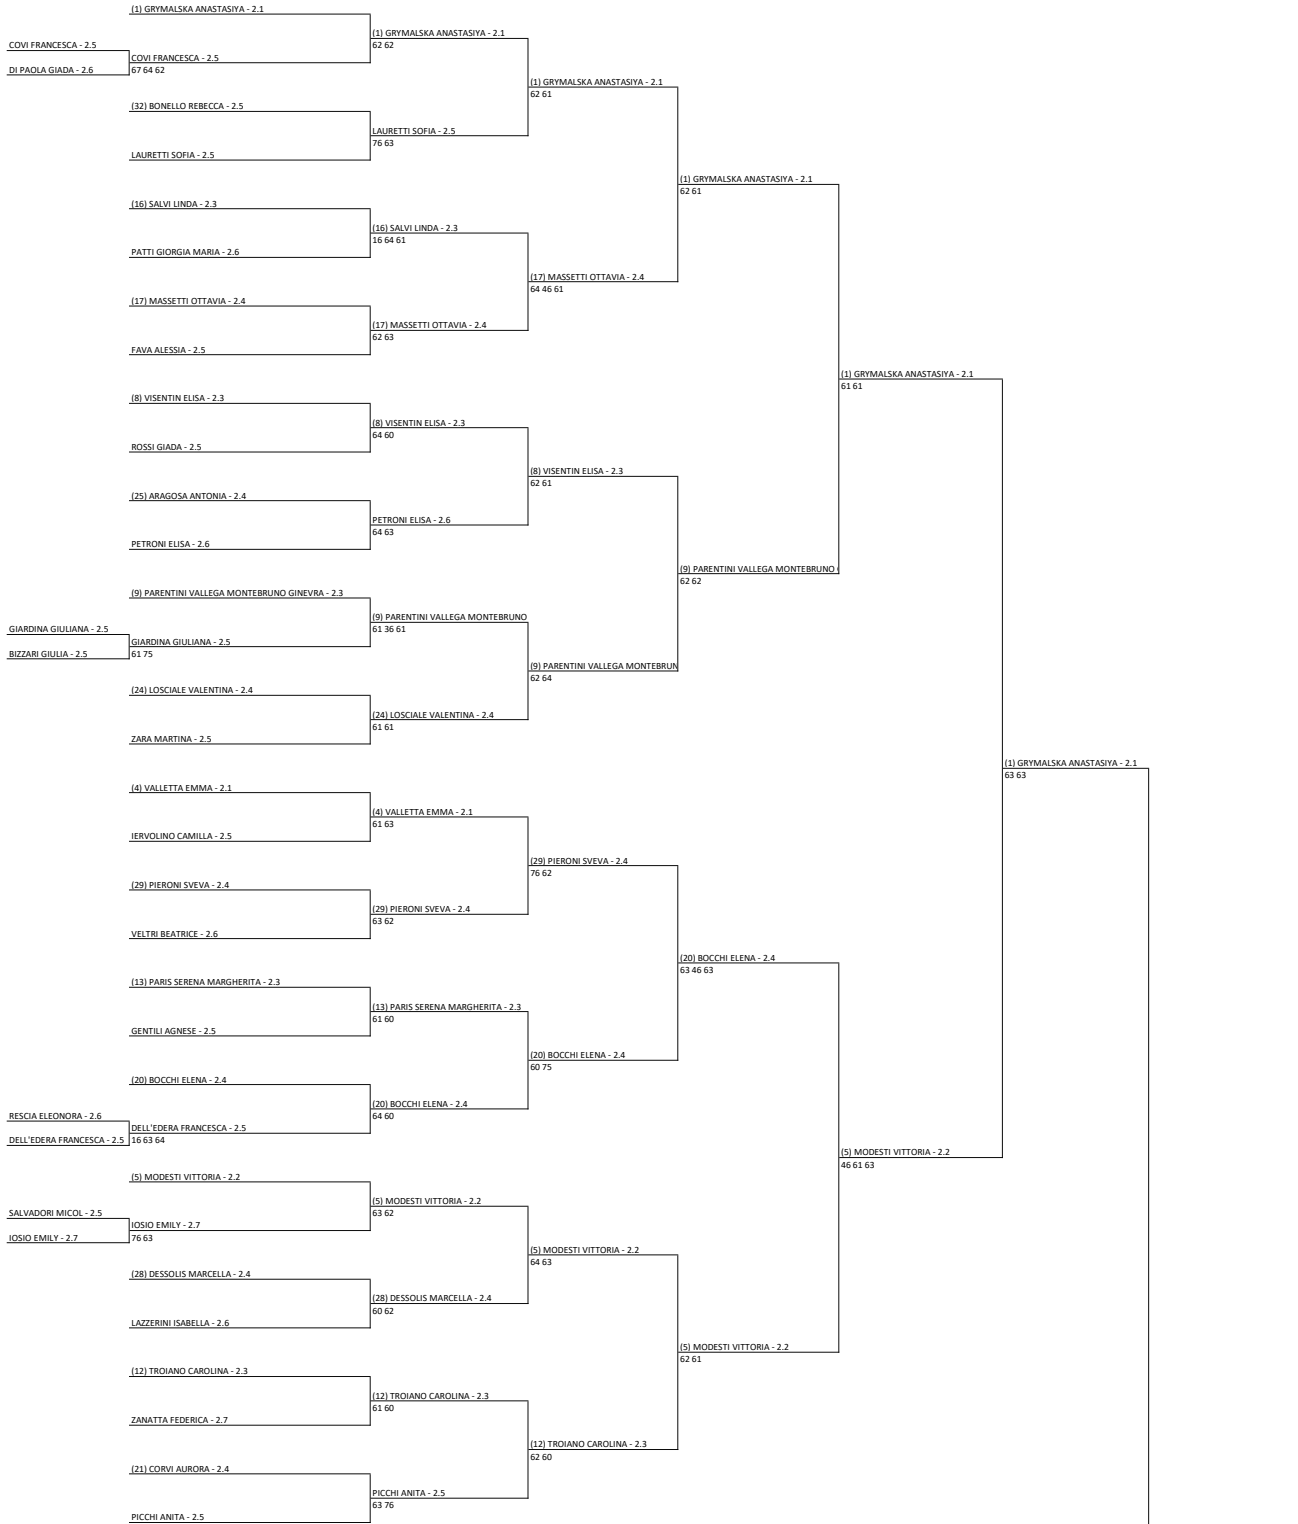 (1) GRYMALSKA ANASTASIYA - 2.1
COVI FRANCESCA - 2.5
DI PAOLA GIADA - 2.6
COVI FRANCESCA - 2.5
67 64 62
(32) BONELLO REBECCA - 2.5
LAURETTI SOFIA - 2.5
(16) SALVI LINDA - 2.3
PATTI GIORGIA MARIA - 2.6
(17) MASSETTI OTTAVIA - 2.4
FAVA ALESSIA - 2.5
(8) VISENTIN ELISA - 2.3
ROSSI GIADA - 2.5
(25) ARAGOSA ANTONIA - 2.4
PETRONI ELISA - 2.6
(9) PARENTINI VALLEGA MONTEBRUNO GINEVRA - 2.3
GIARDINA GIULIANA - 2.5
BIZZARI GIULIA - 2.5
GIARDINA GIULIANA - 2.5
61 75
(24) LOSCIALE VALENTINA - 2.4
ZARA MARTINA - 2.5
(4) VALLETTA EMMA - 2.1
IERVOLINO CAMILLA - 2.5
(29) PIERONI SVEVA - 2.4
VELTRI BEATRICE - 2.6
(13) PARIS SERENA MARGHERITA - 2.3
GENTILI AGNESE - 2.5
(20) BOCCHI ELENA - 2.4
RESCIA ELEONORA - 2.6
DELL'EDERA FRANCESCA - 2.5
DELL'EDERA FRANCESCA - 2.5
16 63 64
(5) MODESTI VITTORIA - 2.2
SALVADORI MICOL - 2.5
IOSIO EMILY - 2.7
IOSIO EMILY - 2.7
76 63
(28) DESSOLIS MARCELLA - 2.4
LAZZERINI ISABELLA - 2.6
(12) TROIANO CAROLINA - 2.3
ZANATTA FEDERICA - 2.7
(21) CORVI AURORA - 2.4
PICCHI ANITA - 2.5
(1) GRYMALSKA ANASTASIYA - 2.1
62 62
LAURETTI SOFIA - 2.5
76 63
(16) SALVI LINDA - 2.3
16 64 61
(17) MASSETTI OTTAVIA - 2.4
62 63
(8) VISENTIN ELISA - 2.3
64 60
PETRONI ELISA - 2.6
64 63
(9) PARENTINI VALLEGA MONTEBRUNO
61 36 61
(24) LOSCIALE VALENTINA - 2.4
61 61
(4) VALLETTA EMMA - 2.1
61 63
(29) PIERONI SVEVA - 2.4
63 62
(13) PARIS SERENA MARGHERITA - 2.3
61 60
(20) BOCCHI ELENA - 2.4
64 60
(5) MODESTI VITTORIA - 2.2
63 62
(28) DESSOLIS MARCELLA - 2.4
60 62
(12) TROIANO CAROLINA - 2.3
61 60
PICCHI ANITA - 2.5
63 76
(1) GRYMALSKA ANASTASIYA - 2.1
62 61
(17) MASSETTI OTTAVIA - 2.4
64 46 61
(8) VISENTIN ELISA - 2.3
62 61
(9) PARENTINI VALLEGA MONTEBRUN
62 64
(29) PIERONI SVEVA - 2.4
76 62
(20) BOCCHI ELENA - 2.4
60 75
(5) MODESTI VITTORIA - 2.2
64 63
(12) TROIANO CAROLINA - 2.3
62 60
(1) GRYMALSKA ANASTASIYA - 2.1
62 61
(9) PARENTINI VALLEGA MONTEBRUNO
62 62
(20) BOCCHI ELENA - 2.4
63 46 63
(5) MODESTI VITTORIA - 2.2
62 61
(1) GRYMALSKA ANASTASIYA - 2.1
61 61
(5) MODESTI VITTORIA - 2.2
46 61 63
(1) GRYMALSKA ANASTASIYA - 2.1
63 63